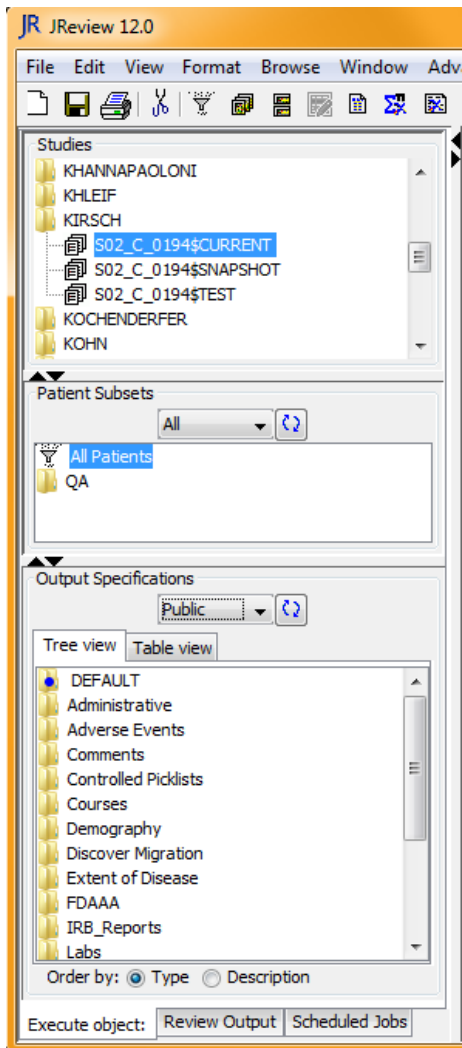 JR JReview 12.0
File Edit View Format Browse Window Adva
Studies
KHANNAPAOLONI
KHLEIF
KIRSCH
S02_C_0194$CURRENT
S02_C_0194$SNAPSHOT
S02_C_0194$TEST
KOCHENDERFER
KOHN
Patient Subsets
All
All Patients
QA
Output Specifications
Public
Tree view Table view
DEFAULT
Administrative
Adverse Events
Comments
Controlled Picklists
Courses
Demography
Discover Migration
Extent of Disease
FDAAA
IRB_Reports
Labs
Order by: Type Description
Execute object: Review Output Scheduled Jobs